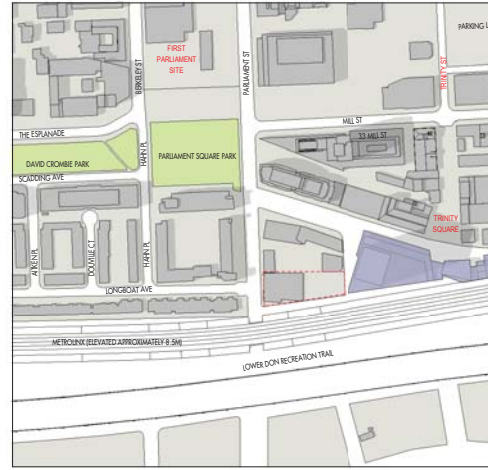 PARKING L
FIRST
PARLIAMENT
SITE
BERKELEY ST
PARLIAMENT ST
TRINITY ST
THE ESPLANADE
MILL ST
33 MILL ST
DAVID CROMBIE PARK
HAHN PL
PARLIAMENT SQUARE PARK
SCADDING AVE
TRINITY
SQUARE
AITKEN PL
DOUVILLE CT
HAHN PL
LONGBOAT AVE
METROLINX (ELEVATED APPROXIMATELY 8.5M)
LOWER DON RECREATION TRAIL